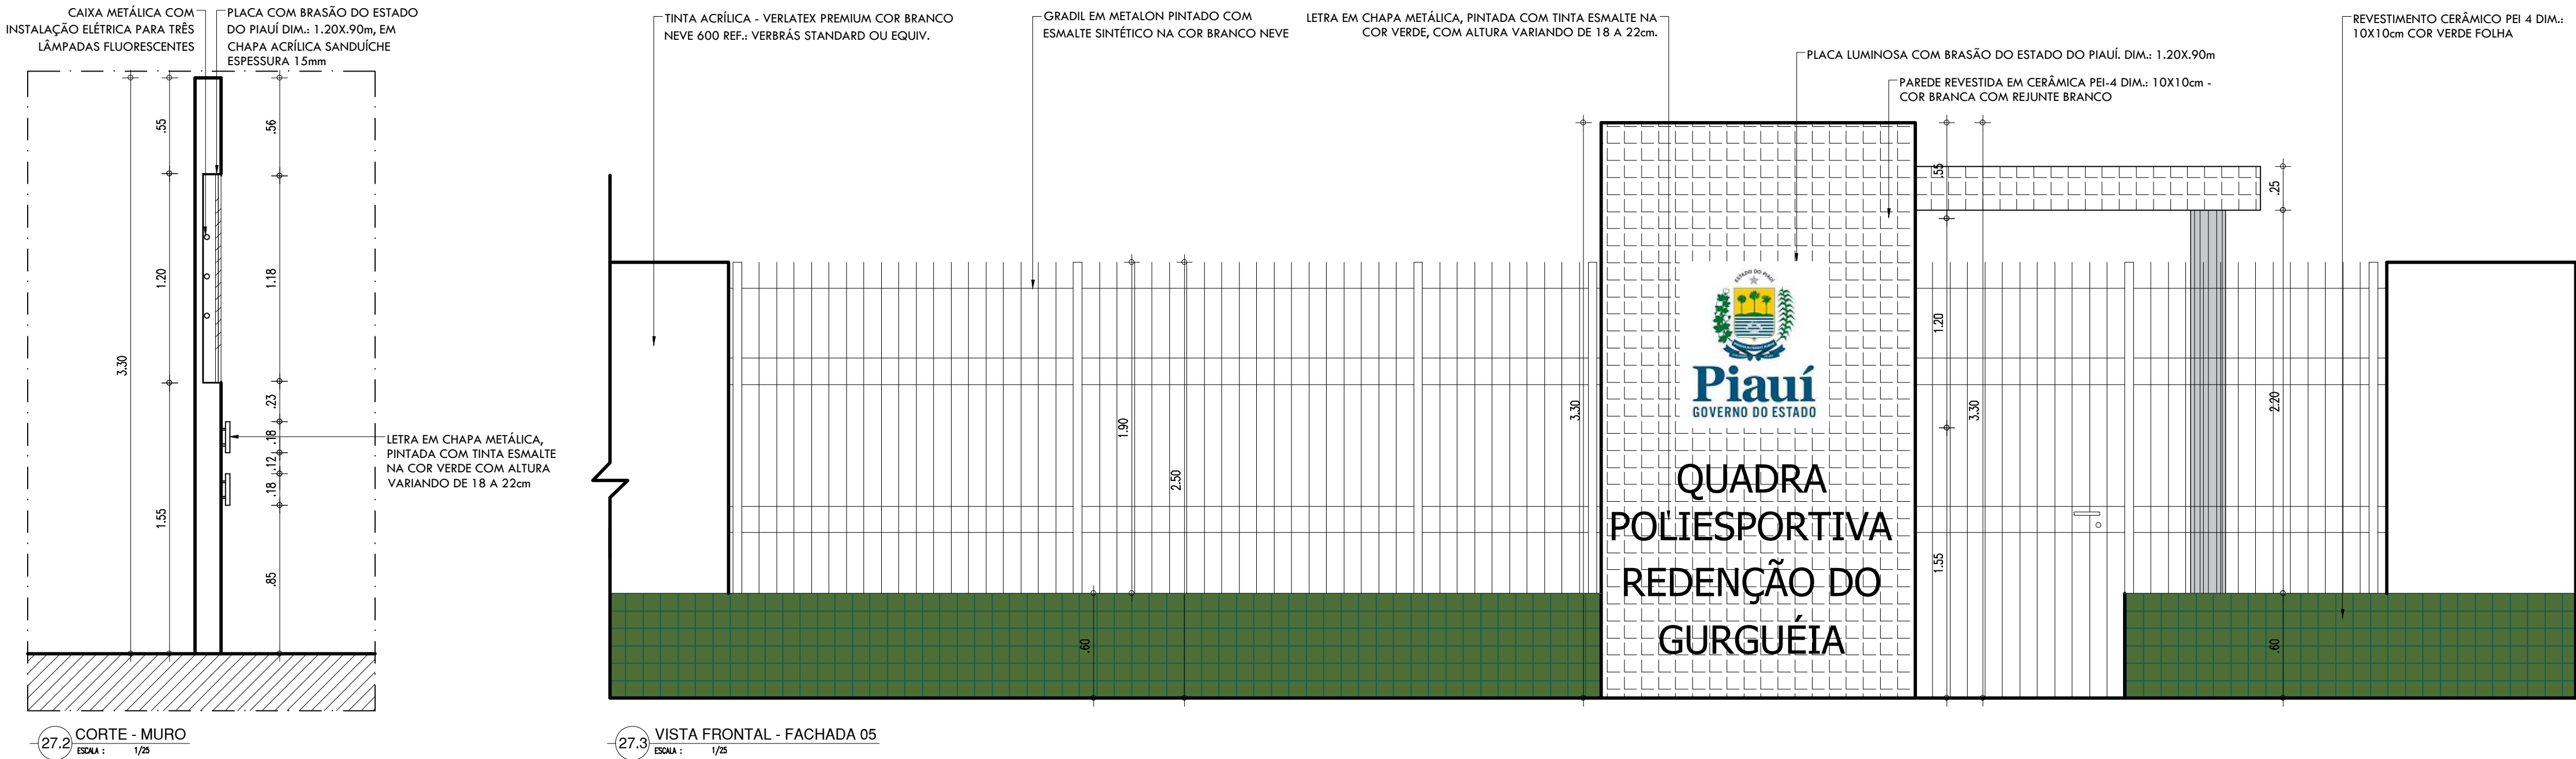 CAIXA METÁLICA COM
INSTALAÇÃO ELÉTRICA PARA TRÊS
LÂMPADAS FLUORESCENTES
PLACA COM BRASÃO DO ESTADO
DO PIAUÍ DIM.: 1.20X.90m, EM
CHAPA ACRÍLICA SANDUÍCHE
ESPESSURA 15mm
3.30
.55
1.20
1.55
.56
1.18
.23
.18
.12
.18
.85
LETRA EM CHAPA METÁLICA,
PINTADA COM TINTA ESMALTE
NA COR VERDE COM ALTURA
VARIANDO DE 18 A 22cm
27.2
CORTE - MURO
ESCALA : 1/25
TINTA ACRÍLICA - VERLATEX PREMIUM COR BRANCO
NEVE 600 REF.: VERBRÁS STANDARD OU EQUIV.
GRADIL EM METALON PINTADO COM
ESMALTE SINTÉTICO NA COR BRANCO NEVE
LETRA EM CHAPA METÁLICA, PINTADA COM TINTA ESMALTE NA
COR VERDE, COM ALTURA VARIANDO DE 18 A 22cm.
PLACA LUMINOSA COM BRASÃO DO ESTADO DO PIAUÍ. DIM.: 1.20X.90m
PAREDE REVESTIDA EM CERÂMICA PEI-4 DIM.: 10X10cm -
COR BRANCA COM REJUNTE BRANCO
REVESTIMENTO CERÂMICO PEI 4 DIM.:
10X10cm COR VERDE FOLHA
1.90
2.50
.60
3.30
ESTADO DO PIAUÍ
Piauí
GOVERNO DO ESTADO
QUADRA
POLIESPORTIVA
REDENÇÃO DO
GURGUÉIA
.55
1.20
1.55
3.30
.25
2.20
.60
27.3
VISTA FRONTAL - FACHADA 05
ESCALA : 1/25